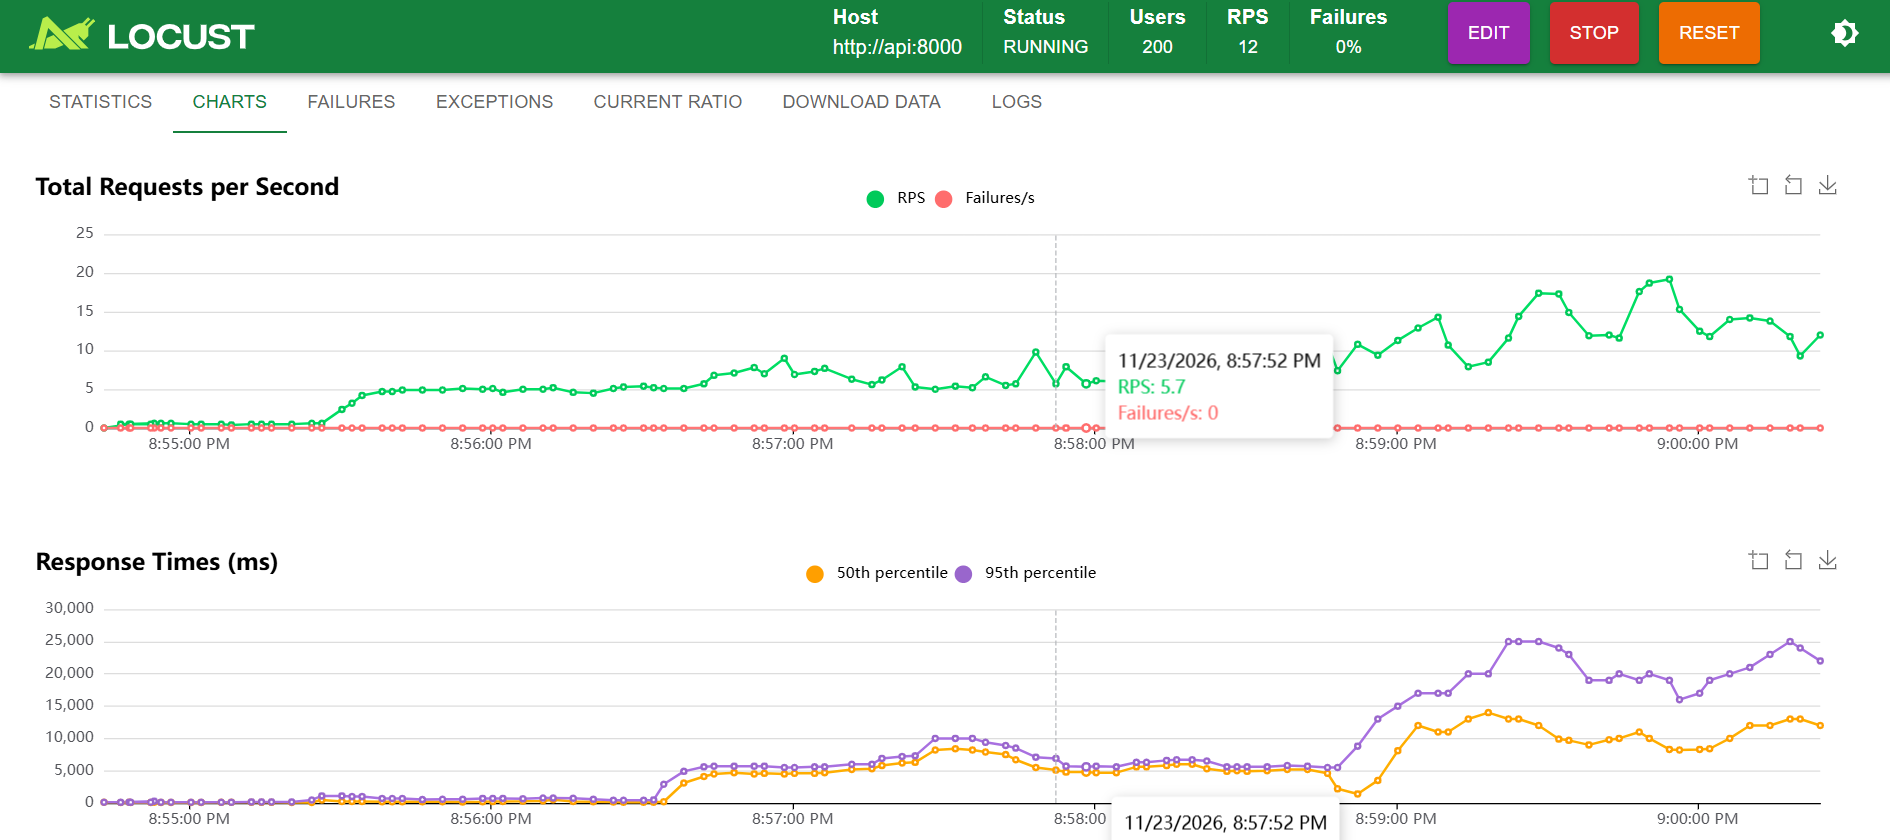 LOCUST
Host
http://api:8000
Status
RUNNING
Users
200
RPS
12
Failures
0%
EDIT
STOP
RESET
STATISTICS
CHARTS
FAILURES
EXCEPTIONS
CURRENT RATIO
DOWNLOAD DATA
LOGS
Total Requests per Second
RPS
Failures/s
25
20
15
10
5
0
11/23/2026, 8:57:52 PM
RPS: 5.7
Failures/s: 0
8:55:00 PM
8:56:00 PM
8:57:00 PM
8:58:00 PM
8:59:00 PM
9:00:00 PM
Response Times (ms)
50th percentile
95th percentile
30,000
25,000
20,000
15,000
10,000
5,000
0
8:55:00 PM
8:56:00 PM
8:57:00 PM
8:58:00
8:59:00 PM
9:00:00 PM
11/23/2026, 8:57:52 PM